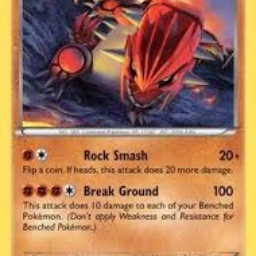 Rock Smash 20+
Flip a coin. If heads, this attack does 20 more damage.
Break Ground 100
This attack does 10 damage to each of your Benched
Pokémon. (Don't apply Weakness and Resistance for
Benched Pokémon.)